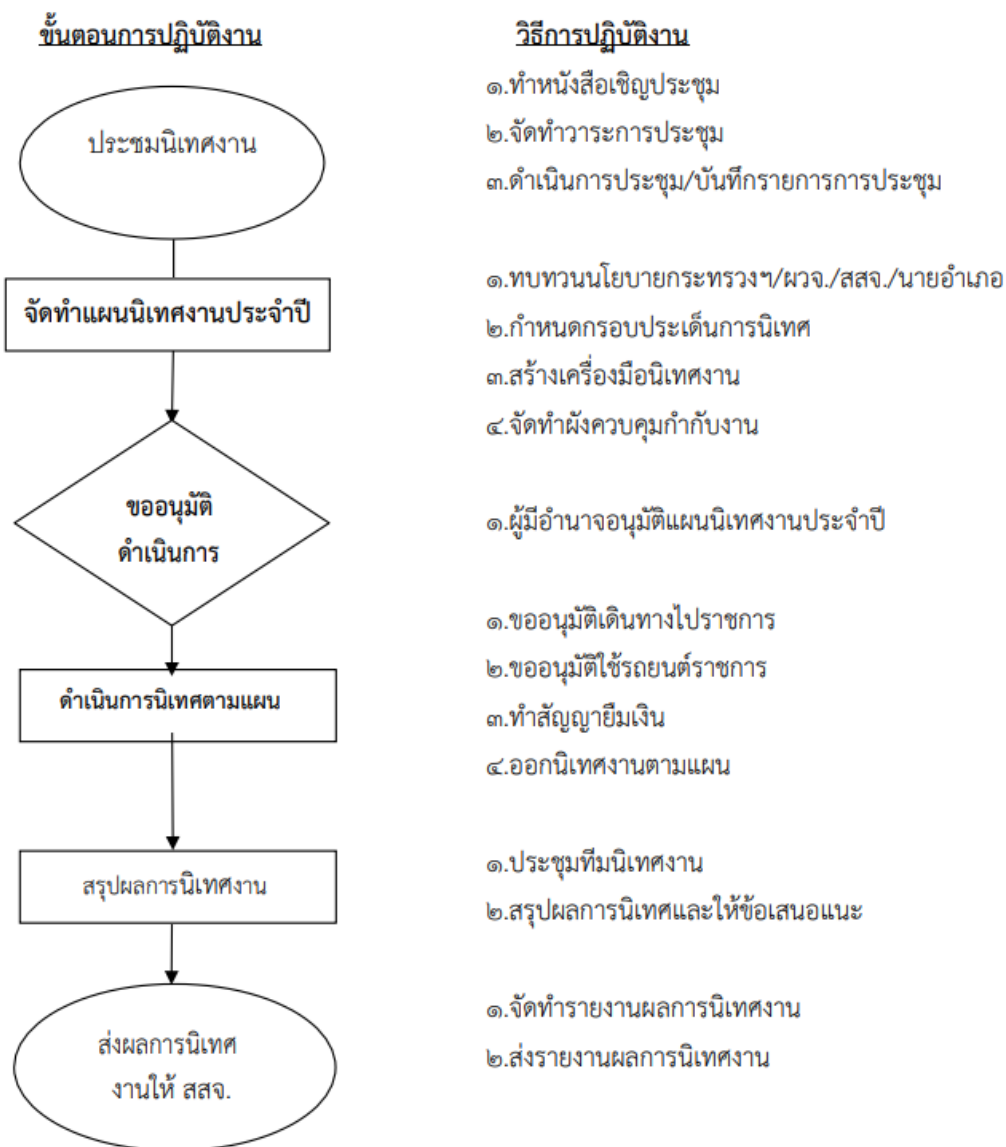 ขั้นตอนการปฏิบัติงาน
วิธีการปฏิบัติงาน
ประชมนิเทศงาน
๑.ทำหนังสือเชิญประชุม
๒.จัดทำวาระการประชุม
๓.ดำเนินการประชุม/บันทึกรายการการประชุม
จัดทำแผนนิเทศงานประจำปี
๑.ทบทวนนโยบายกระทรวงฯ/ผวจ./สสจ./นายอำเภอ
๒.กำหนดกรอบประเด็นการนิเทศ
๓.สร้างเครื่องมือนิเทศงาน
๔.จัดทำผังควบคุมกำกับงาน
ขออนุมัติ
ดำเนินการ
๑.ผู้มีอำนาจอนุมัติแผนนิเทศงานประจำปี
ดำเนินการนิเทศตามแผน
๑.ขออนุมัติเดินทางไปราชการ
๒.ขออนุมัติใช้รถยนต์ราชการ
๓.ทำสัญญายืมเงิน
๔.ออกนิเทศงานตามแผน
สรุปผลการนิเทศงาน
๑.ประชุมทีมนิเทศงาน
๒.สรุปผลการนิเทศและให้ข้อเสนอแนะ
ส่งผลการนิเทศ
งานให้ สสจ.
๑.จัดทำรายงานผลการนิเทศงาน
๒.ส่งรายงานผลการนิเทศงาน